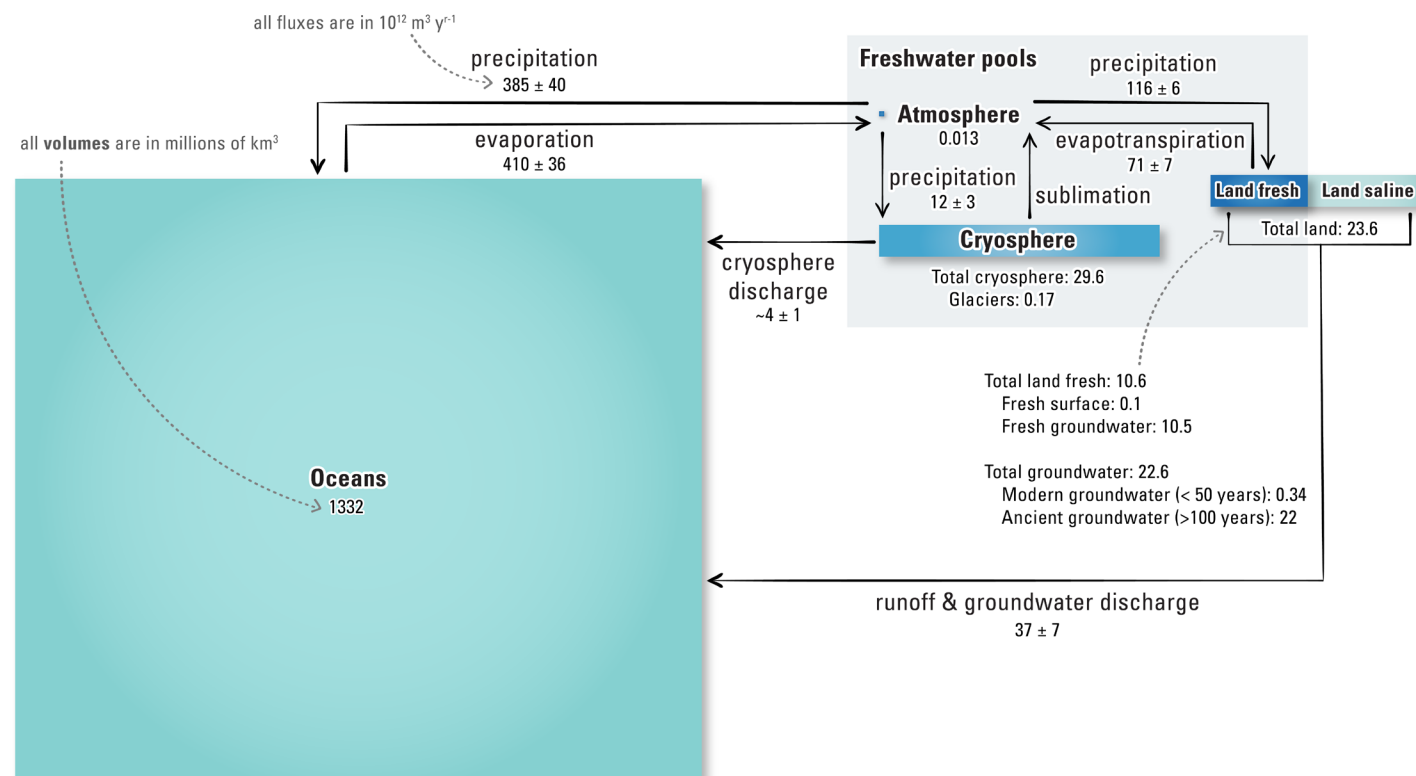 all fluxes are in 10¹² m³ yʳ⁻¹
precipitation
385 ± 40
evaporation
410 ± 36
all volumes are in millions of km³
Freshwater pools
precipitation
116 ± 6
Atmosphere
0.013
evapotranspiration
71 ± 7
precipitation
12 ± 3
sublimation
Land fresh
Land saline
Total land: 23.6
Cryosphere
Total cryosphere: 29.6
Glaciers: 0.17
cryosphere
discharge
~4 ± 1
Total land fresh: 10.6
Fresh surface: 0.1
Fresh groundwater: 10.5
Total groundwater: 22.6
Modern groundwater (< 50 years): 0.34
Ancient groundwater (>100 years): 22
Oceans
1332
runoff & groundwater discharge
37 ± 7